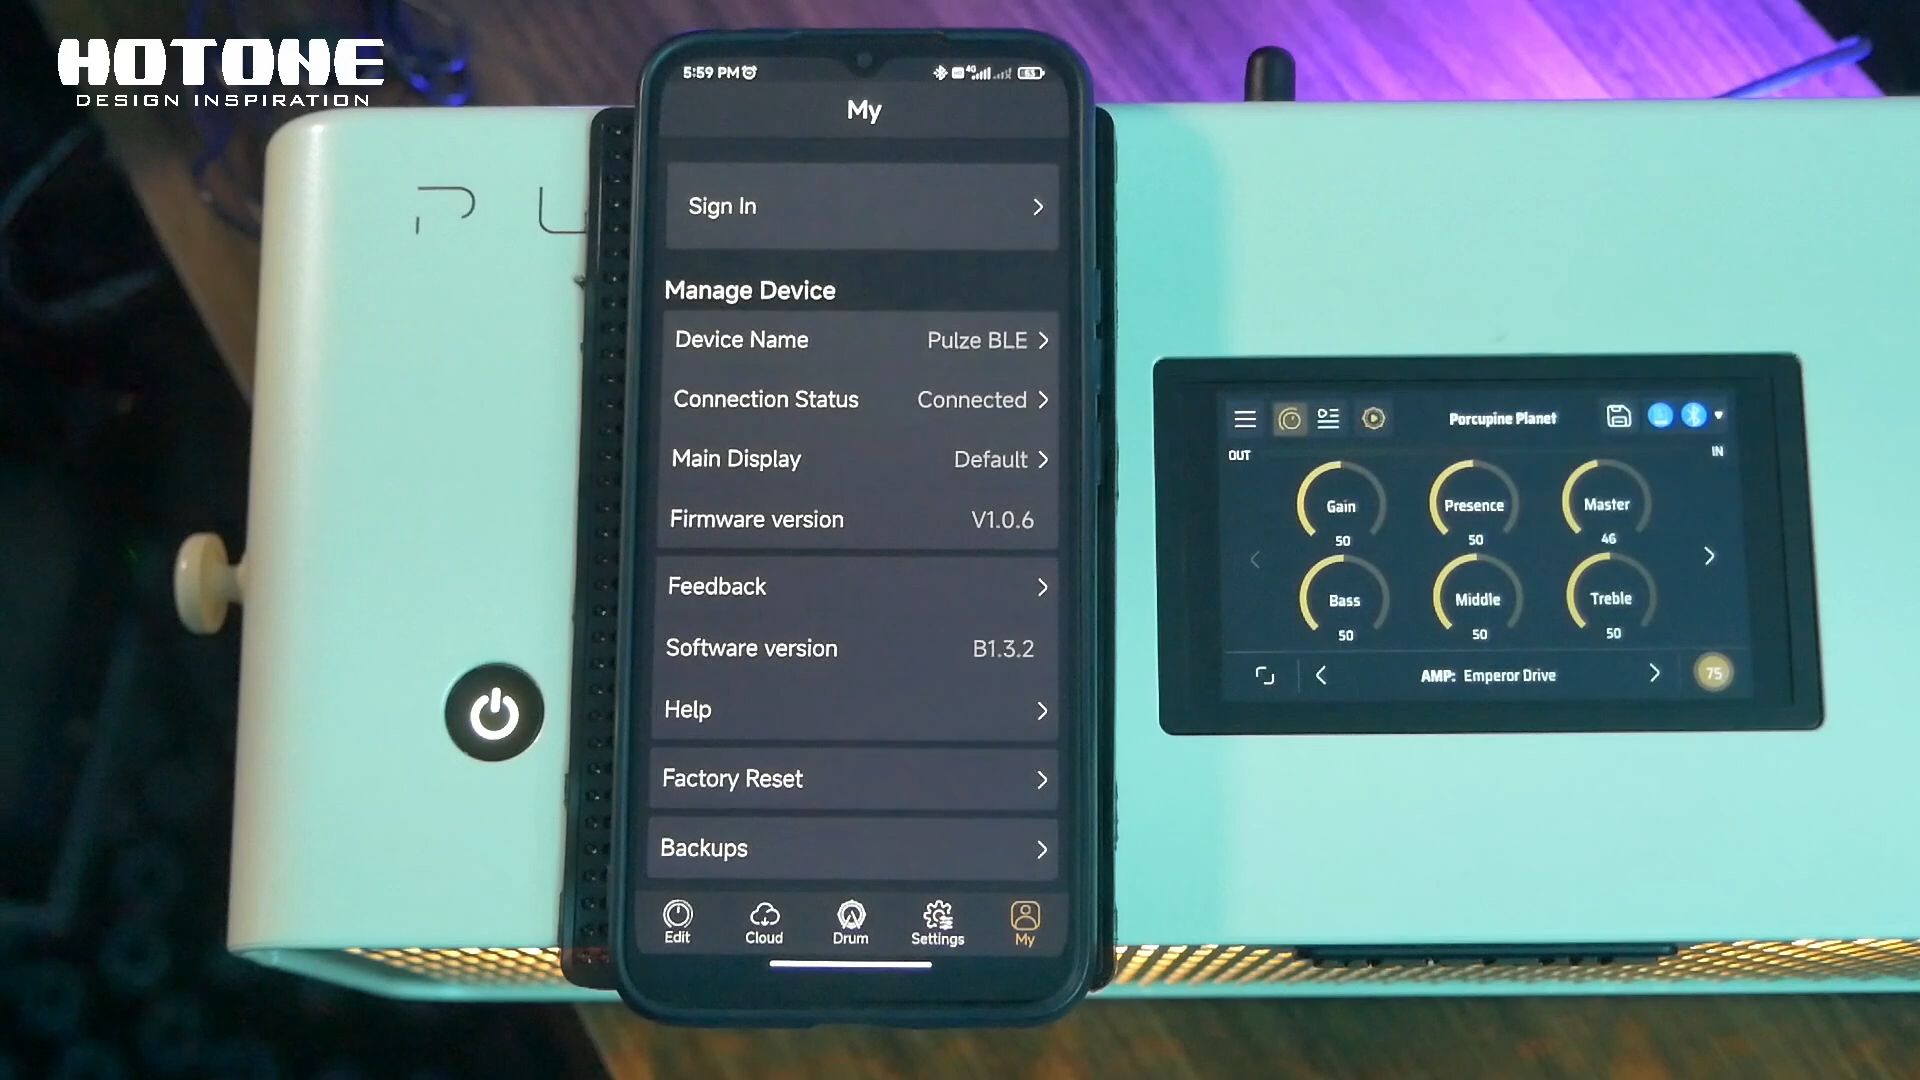 HOTONE
DESIGN INSPIRATION
5:59 PM
4G
63
My
Sign In
Manage Device
Device Name
Pulze BLE
Connection Status
Connected
Main Display
Default
Firmware version
V1.0.6
Feedback
Software version
B1.3.2
Help
Factory Reset
Backups
Edit
Cloud
Drum
Settings
My
P U
Porcupine Planet
OUT
IN
Gain
50
Presence
50
Master
46
Bass
50
Middle
50
Treble
50
AMP: Emperor Drive
75